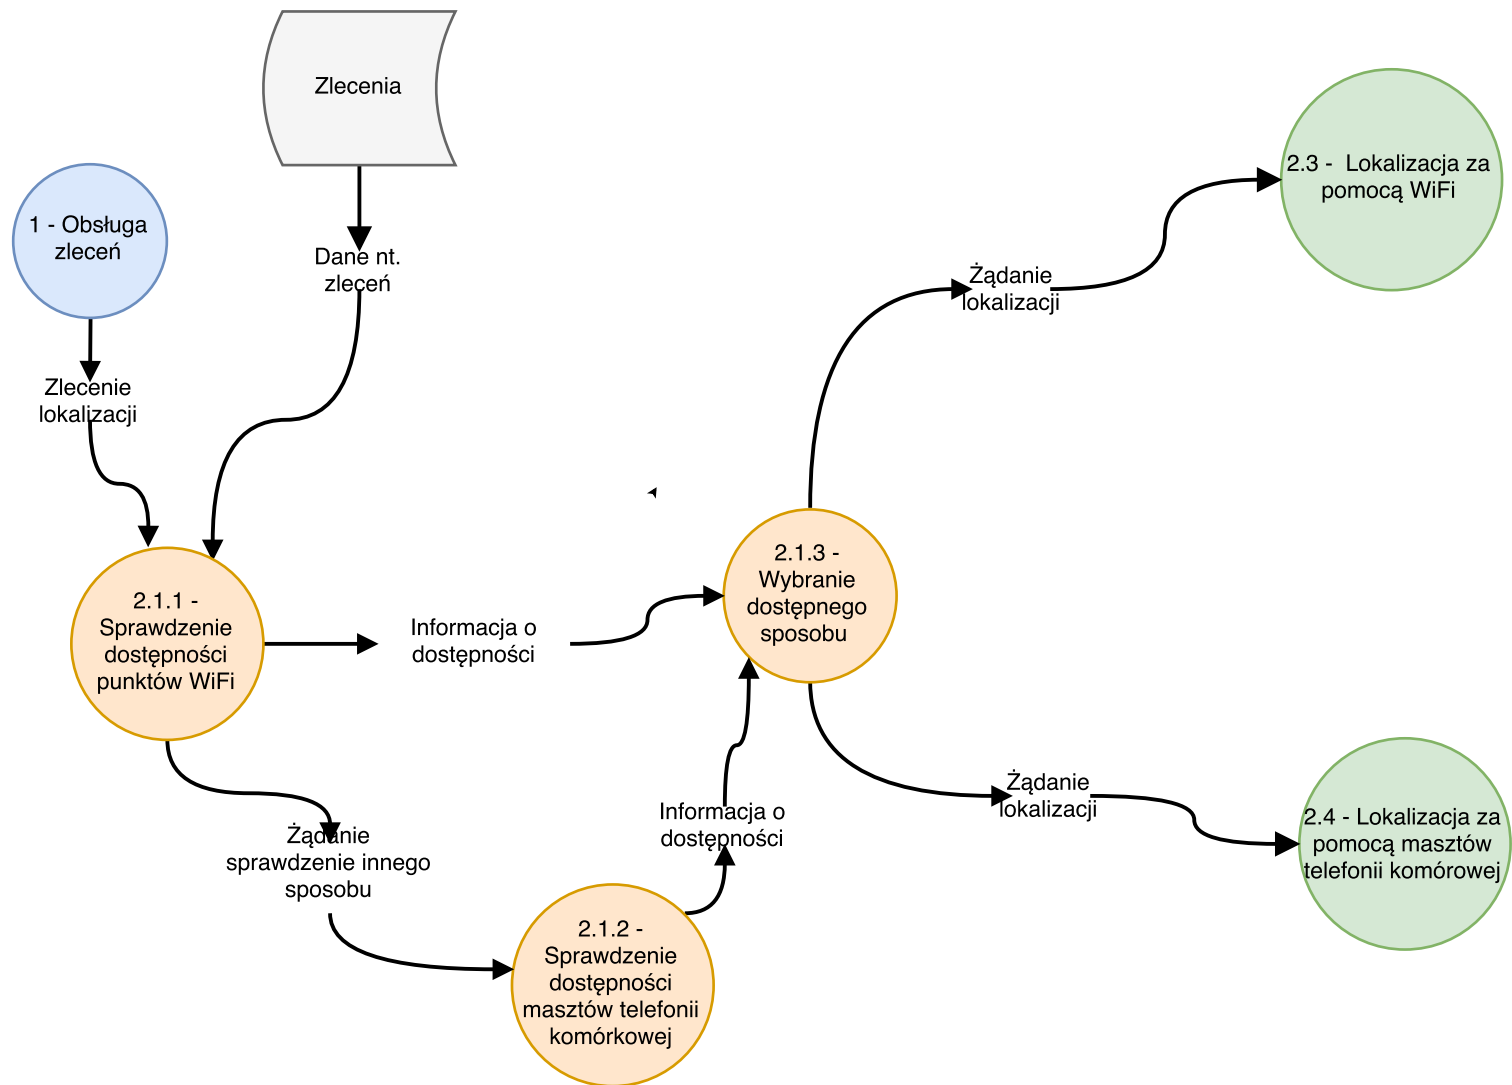 Zlecenia
1 - Obsługa
zleceń
Dane nt.
zleceń
Zlecenie
lokalizacji
2.3 -  Lokalizacja za
pomocą WiFi
Żądanie
lokalizacji
2.1.1 -
Sprawdzenie
dostępności
punktów WiFi
Informacja o
dostępności
2.1.3 -
Wybranie
dostępnego
sposobu
Żądanie
sprawdzenie innego
sposobu
Informacja o
dostępności
Żądanie
lokalizacji
2.4 - Lokalizacja za
pomocą masztów
telefonii komórowej
2.1.2 -
Sprawdzenie
dostępności
masztów telefonii
komórkowej